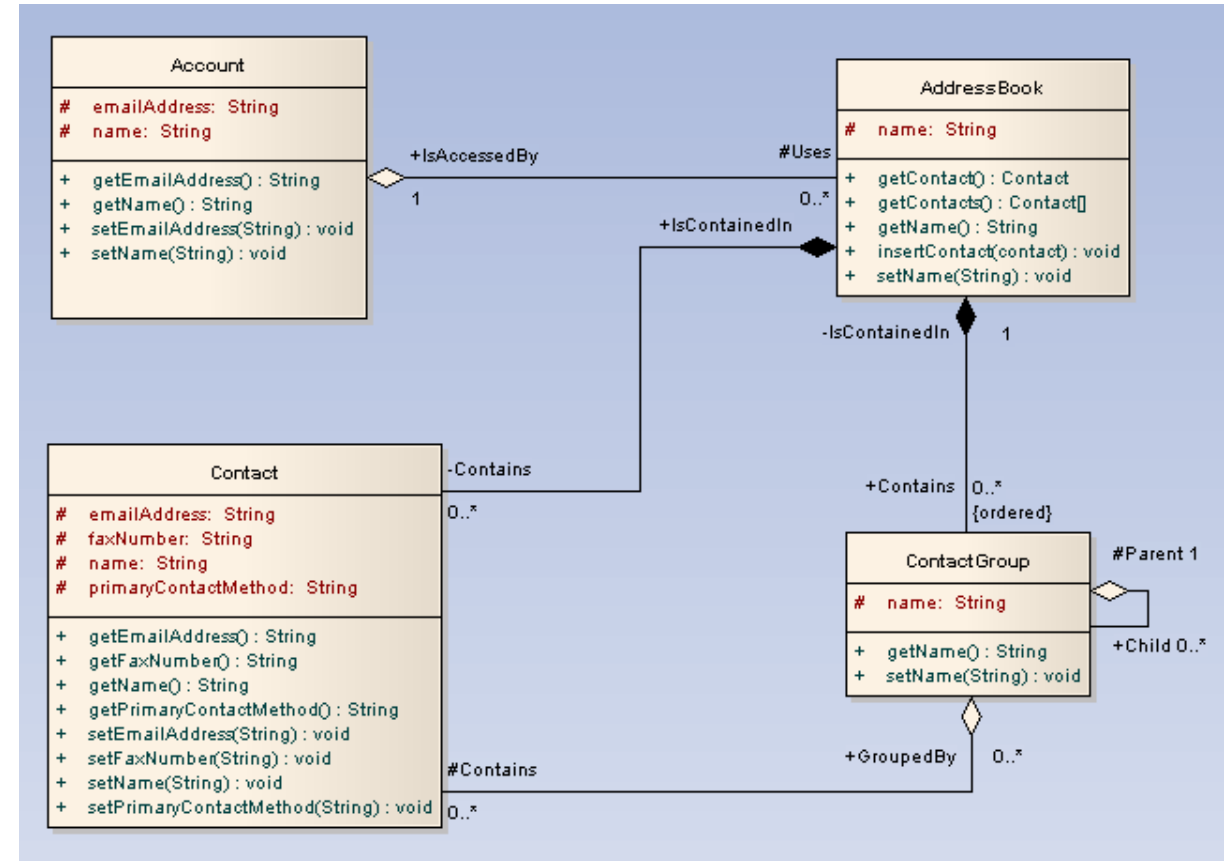 Account
# emailAddress: String
# name: String
+ getEmailAddress() : String
+ getName() : String
+ setEmailAddress(String) : void
+ setName(String) : void
AddressBook
# name: String
+ getContact() : Contact
+ getContacts() : Contact[]
+ getName() : String
+ insertContact(contact) : void
+ setName(String) : void
+IsAccessedBy
1
#Uses
0..*
+IsContainedIn
-IsContainedIn
1
+Contains
0..*
{ordered}
-Contains
0..*
Contact
# emailAddress: String
# faxNumber: String
# name: String
# primaryContactMethod: String
+ getEmailAddress() : String
+ getFaxNumber() : String
+ getName() : String
+ getPrimaryContactMethod() : String
+ setEmailAddress(String) : void
+ setFaxNumber(String) : void
+ setName(String) : void
+ setPrimaryContactMethod(String) : void
ContactGroup
# name: String
+ getName() : String
+ setName(String) : void
#Parent 1
+Child 0..*
+GroupedBy
0..*
#Contains
0..*